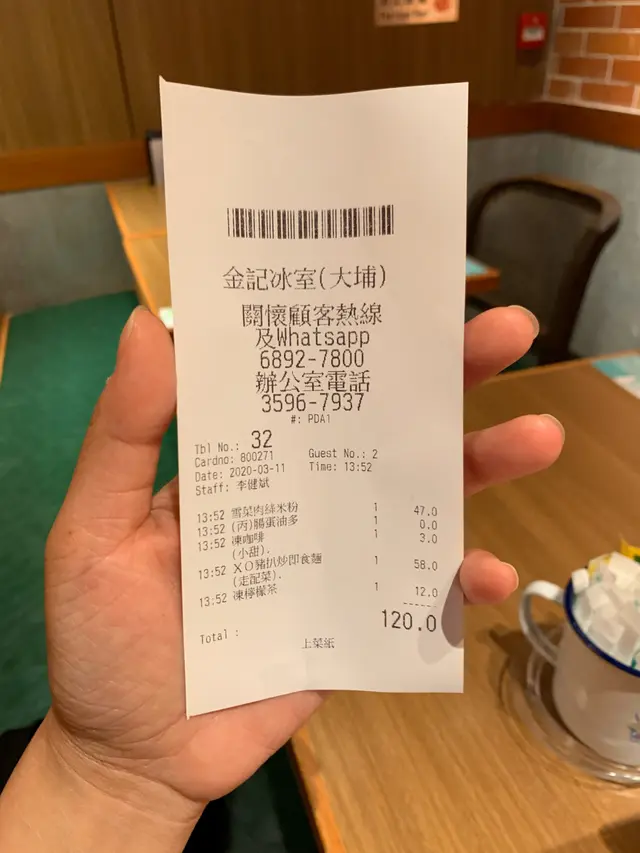 金記冰室(大埔)
關懷顧客熱線
及Whatsapp
6892-7800
辦公室電話
3596-7937
#: PDA1
Tbl No.: 32
Cardno: 800271 Guest No.: 2
Date: 2020-03-11 Time: 13:52
Staff: 李健斌
13:52 雪菜肉絲米粉 1 47.0
13:52 (丙)腸蛋油多 1 0.0
13:52 凍咖啡 1 3.0
(小甜).
13:52 XO豬扒炒即食麵 1 58.0
(走配菜).
13:52 凍檸檬茶 1 12.0
------
Total : 120.0
上菜紙